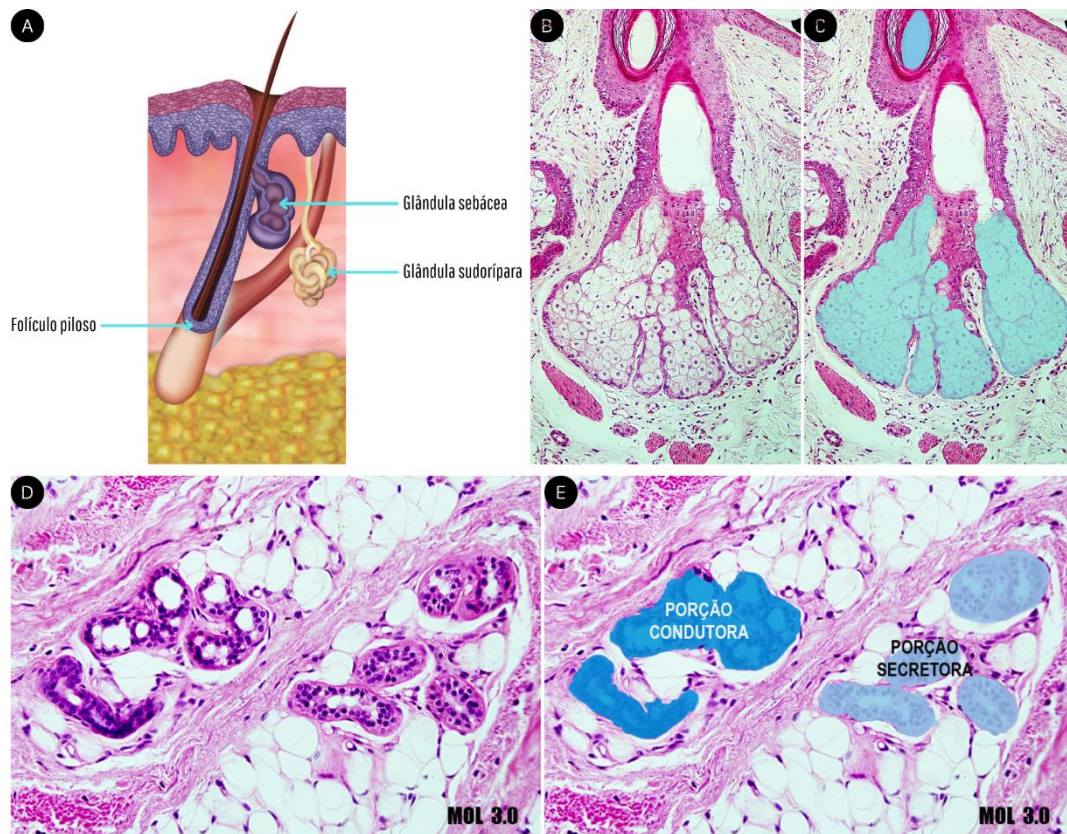 A
Glândula sebácea
Glândula sudorípara
Folículo piloso
B
C
D
MOL 3.0
E
PORÇÃO
CONDUTORA
PORÇÃO
SECRETORA
MOL 3.0